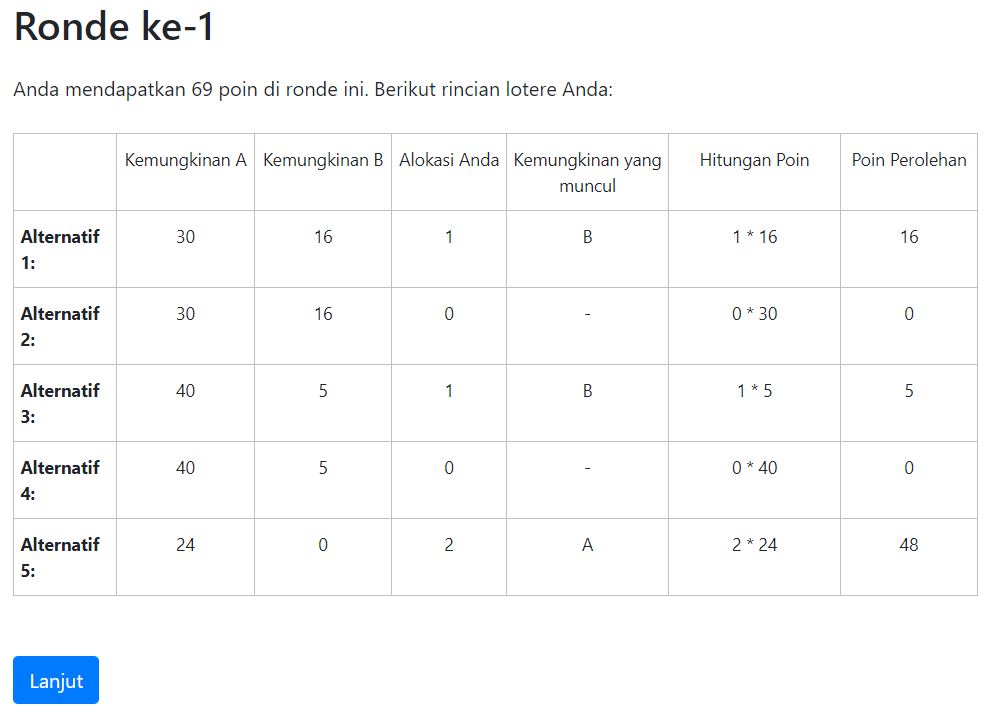 Ronde ke-1
Anda mendapatkan 69 poin di ronde ini. Berikut rincian lotere Anda:
Kemungkinan A Kemungkinan B Alokasi Anda Kemungkinan yang muncul Hitungan Poin Poin Perolehan
Alternatif 1: 30 16 1 B 1 * 16 16
Alternatif 2: 30 16 0 - 0 * 30 0
Alternatif 3: 40 5 1 B 1 * 5 5
Alternatif 4: 40 5 0 - 0 * 40 0
Alternatif 5: 24 0 2 A 2 * 24 48
Lanjut